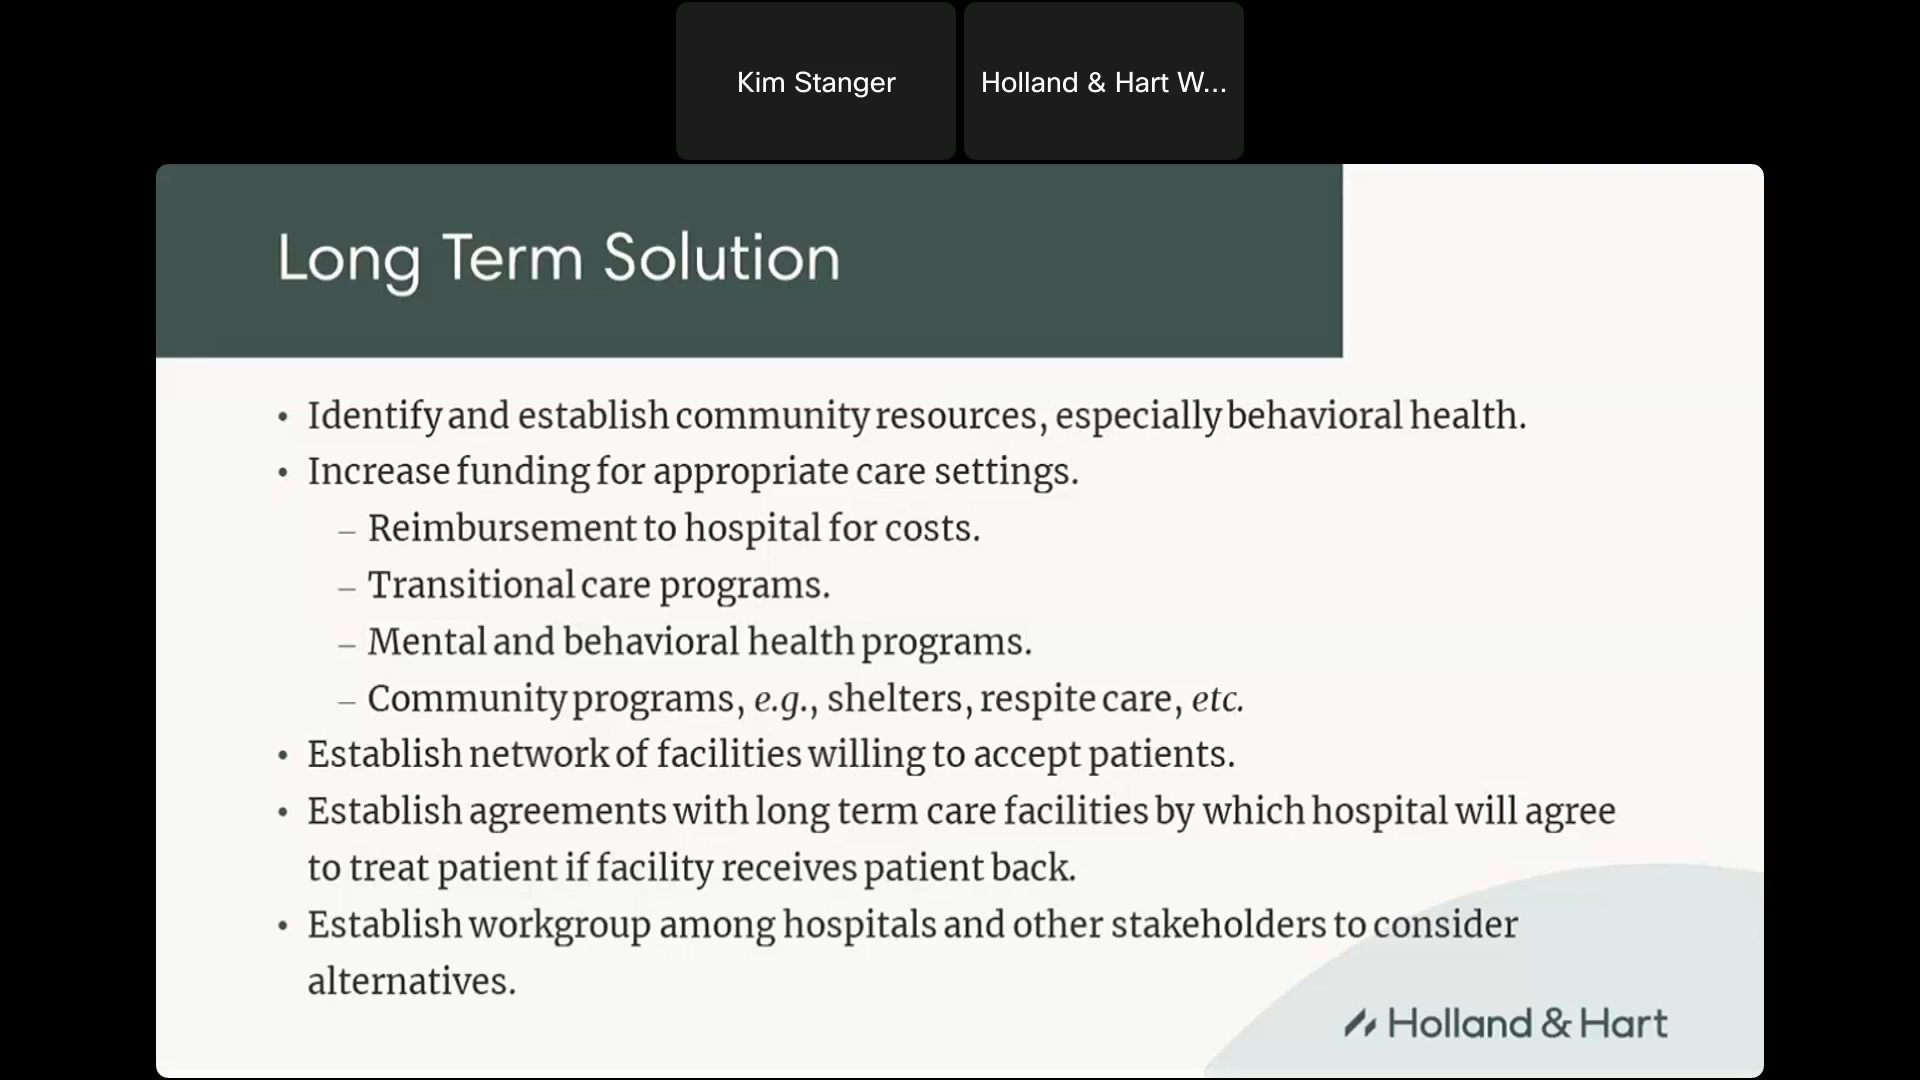 Kim Stanger
Holland & Hart W...
Long Term Solution
• Identify and establish community resources, especially behavioral health.
• Increase funding for appropriate care settings.
– Reimbursement to hospital for costs.
– Transitional care programs.
– Mental and behavioral health programs.
– Community programs, e.g., shelters, respite care, etc.
• Establish network of facilities willing to accept patients.
• Establish agreements with long term care facilities by which hospital will agree
to treat patient if facility receives patient back.
• Establish workgroup among hospitals and other stakeholders to consider
alternatives.
Holland & Hart